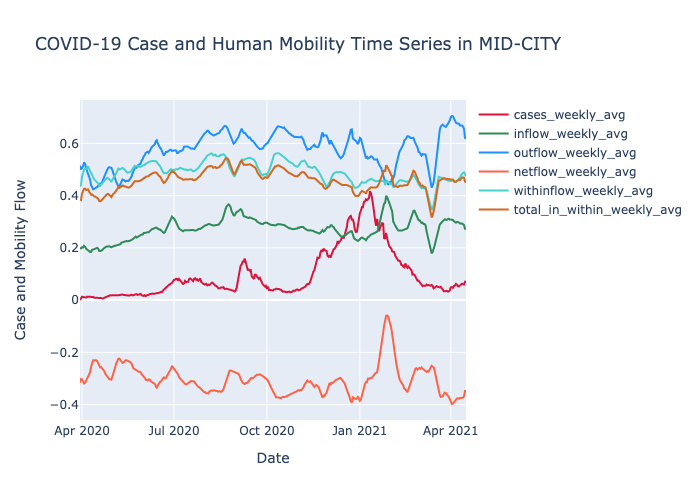 COVID-19 Case and Human Mobility Time Series in MID-CITY
cases_weekly_avg
inflow_weekly_avg
outflow_weekly_avg
netflow_weekly_avg
withinflow_weekly_avg
total_in_within_weekly_avg
Case and Mobility Flow
0.6
0.4
0.2
0
−0.2
−0.4
Apr 2020 Jul 2020 Oct 2020 Jan 2021 Apr 2021
Date